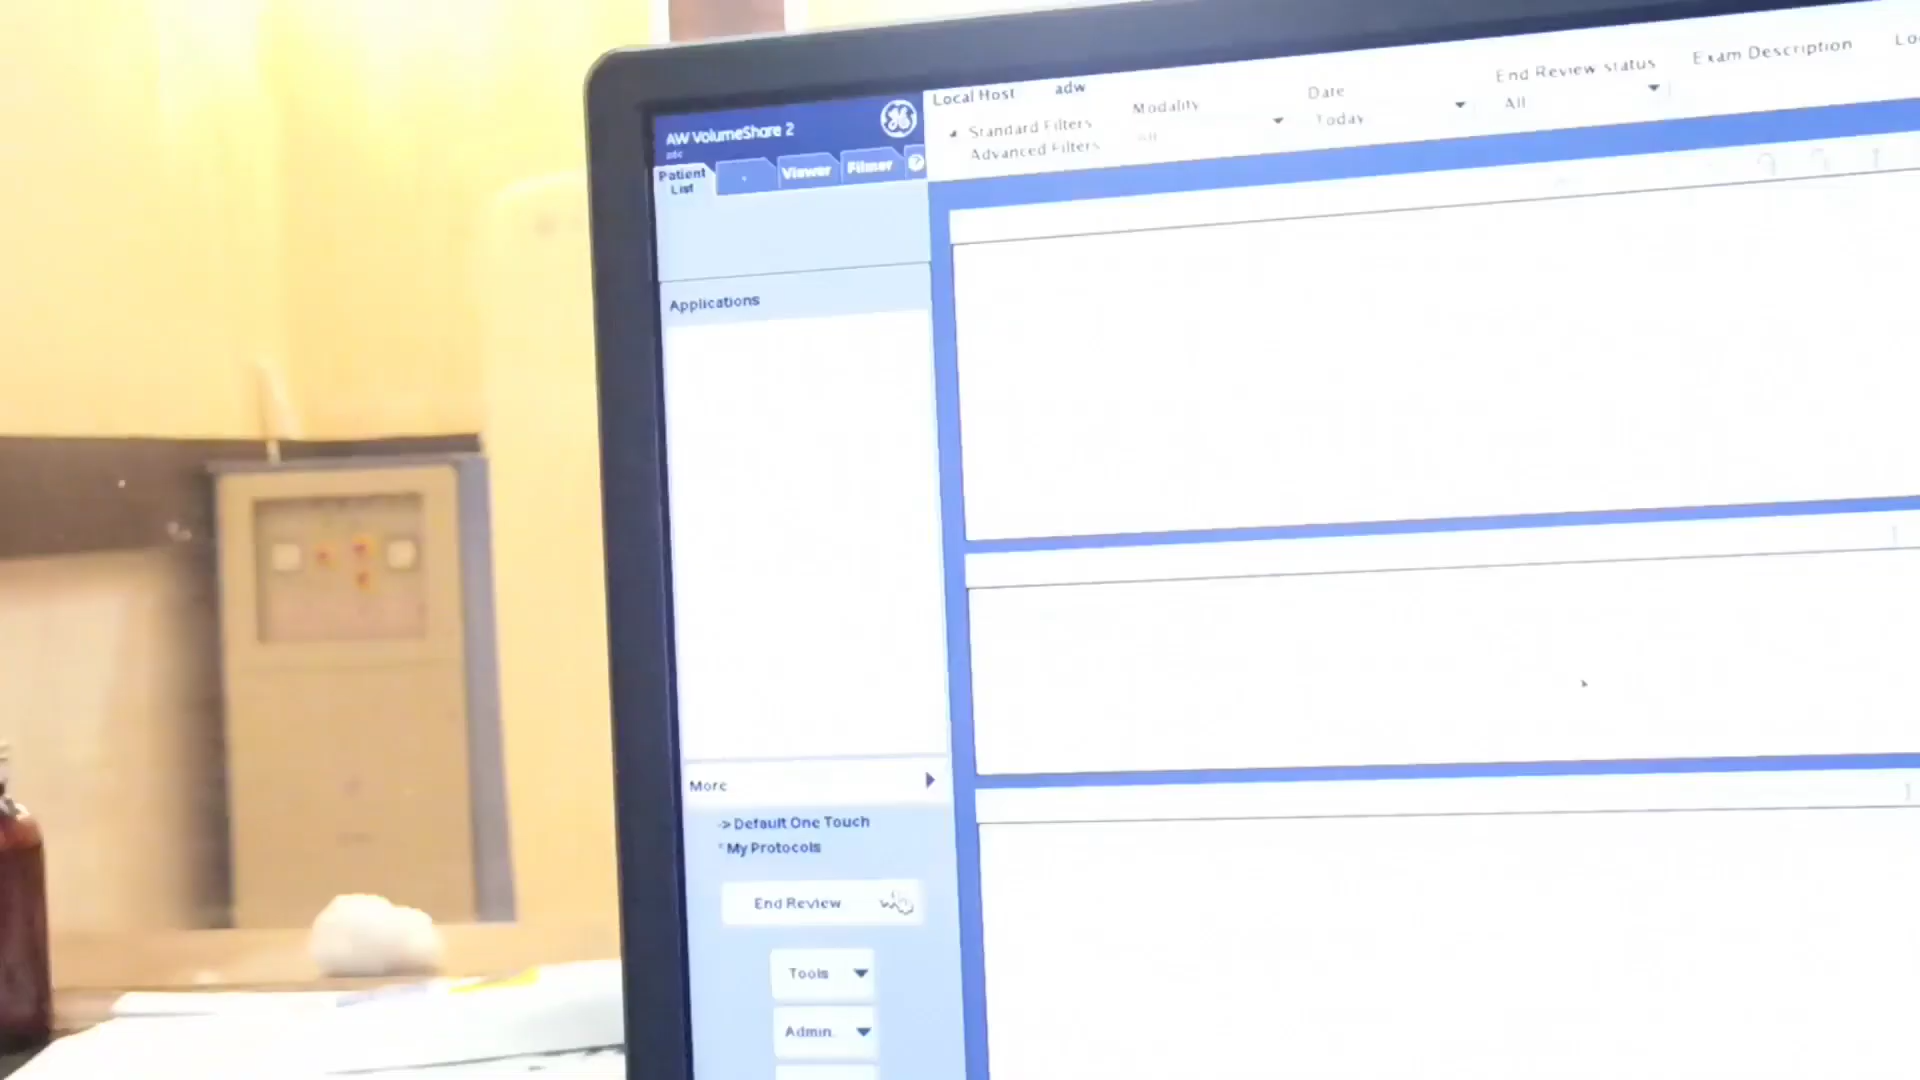 AW VolumeShare 2
Patient List
Viewer
Filmer
?
Local Host adw
Standard Filters
Advanced Filters
Modality
Date
Today
End Review status
All
Exam Description
Applications
More
-> Default One Touch
* My Protocols
End Review
Tools
Admin.